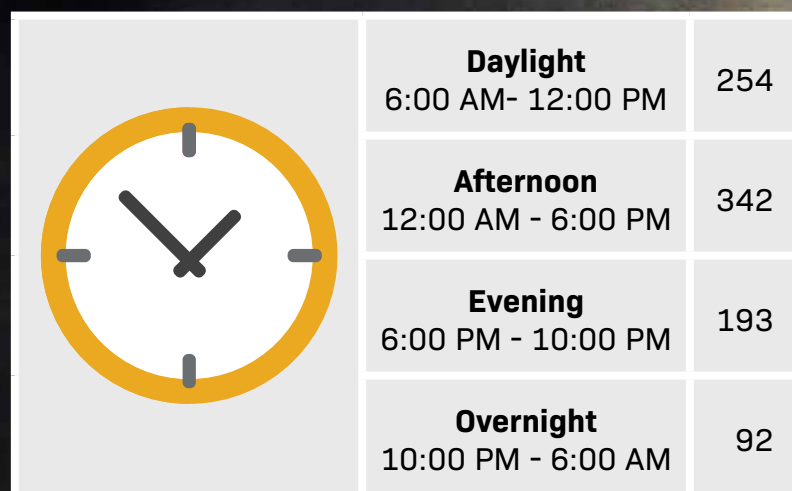 Daylight
6:00 AM- 12:00 PM
254
Afternoon
12:00 AM - 6:00 PM
342
Evening
6:00 PM - 10:00 PM
193
Overnight
10:00 PM - 6:00 AM
92